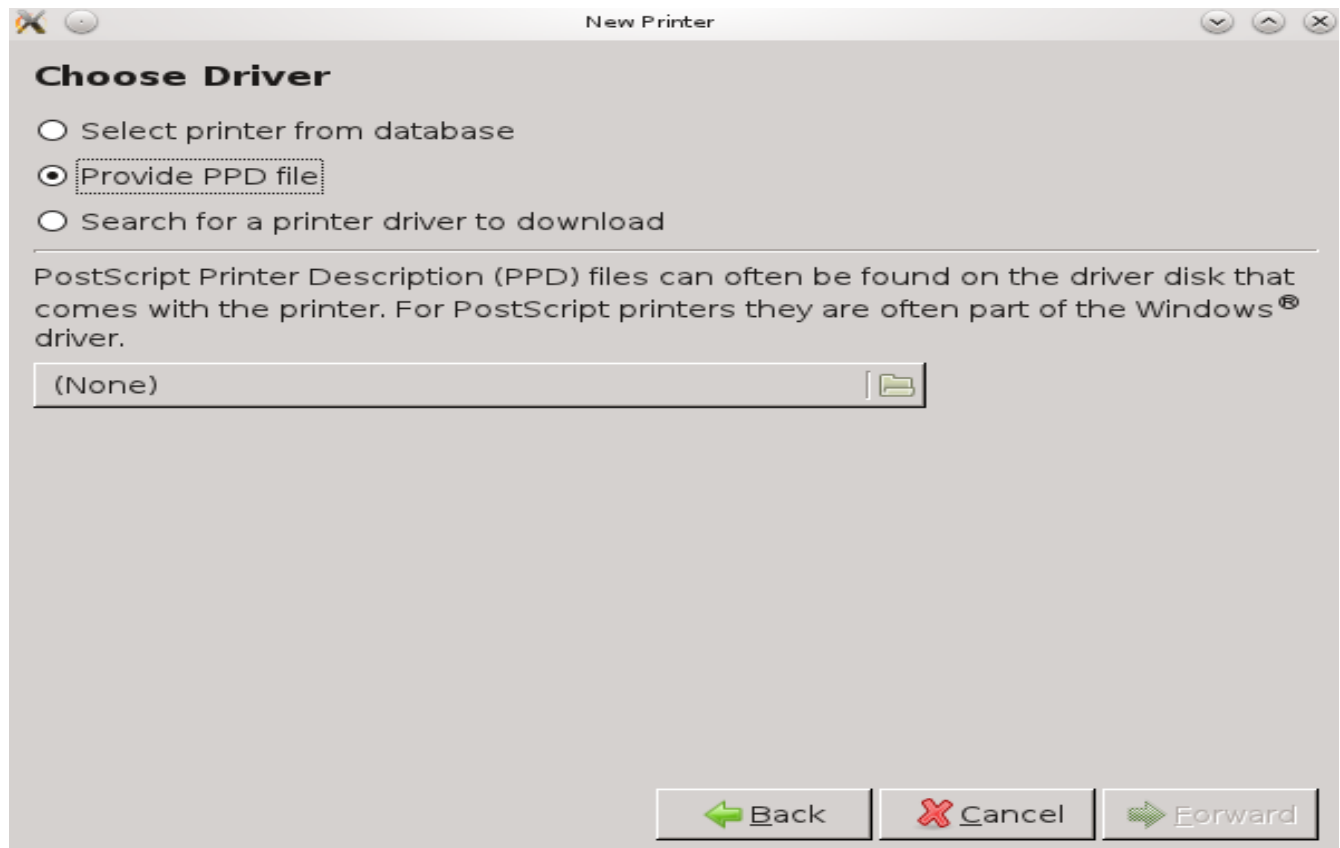 New Printer
Choose Driver
Select printer from database
Provide PPD file
Search for a printer driver to download
PostScript Printer Description (PPD) files can often be found on the driver disk that
comes with the printer. For PostScript printers they are often part of the Windows®
driver.
(None)
Back
Cancel
Forward